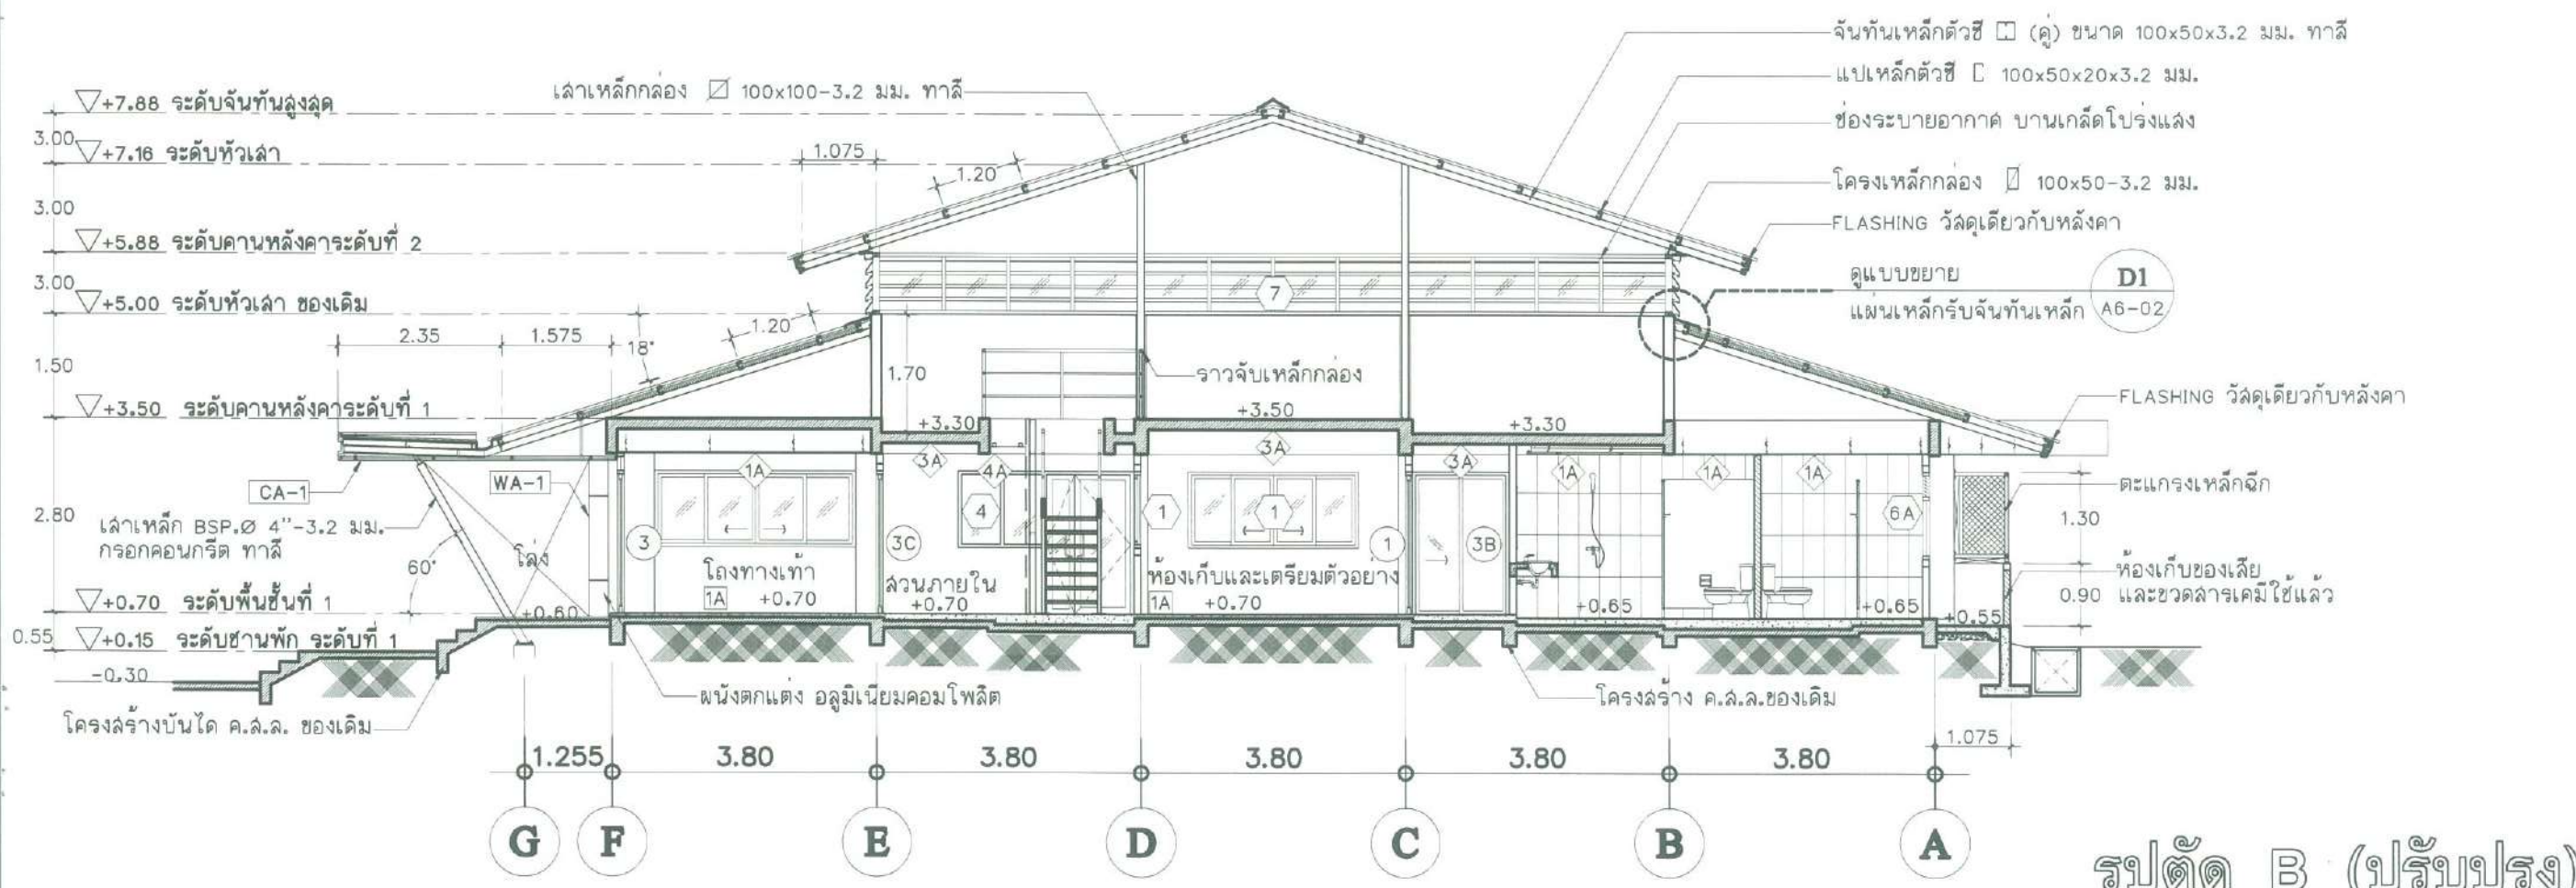 จันทันเหล็กตัวซี (คู่) ขนาด 100x50x3.2 มม. ทาสี
แปเหล็กตัวซี 100x50x20x3.2 มม.
ช่องระบายอากาศ บานเกล็ดโปร่งแสง
โครงเหล็กกล่อง 100x50-3.2 มม.
FLASHING วัสดุเดียวกับหลังคา
ดูแบบขยาย
แผ่นเหล็กรับจันทันเหล็ก
D1
A6-02
เสาเหล็กกล่อง 100x100-3.2 มม. ทาสี
+7.88 ระดับจันทันสูงสุด
3.00
+7.16 ระดับหัวเสา
3.00
+5.88 ระดับคานหลังคาระดับที่ 2
3.00
+5.00 ระดับหัวเสา ของเดิม
1.50
+3.50 ระดับคานหลังคาระดับที่ 1
2.80
+0.70 ระดับพื้นชั้นที่ 1
0.55
+0.15 ระดับชานพัก ระดับที่ 1
-0.30
1.075
1.20
7
2.35
1.575
18°
1.20
1.70
ราวจับเหล็กกล่อง
FLASHING วัสดุเดียวกับหลังคา
+3.30
+3.50
+3.30
CA-1
WA-1
เสาเหล็ก BSP.Ø 4"-3.2 มม.
กรอกคอนกรีต ทาสี
60°
โล่ง
+0.60
1A
3A
4A
3A
3A
1A
1A
1A
3
3C
4
1
1
1
3B
6A
โถงทางเท้า
1A +0.70
ส่วนภายใน
+0.70
ห้องเก็บและเตรียมตัวอย่าง
1A +0.70
+0.65
+0.65
+0.55
ตะแกรงเหล็กฉีก
1.30
ห้องเก็บของเสีย
และขวดสารเคมีใช้แล้ว
0.90
ผนังตกแต่ง อลูมิเนียมคอมโพสิต
โครงสร้าง ค.ส.ล.ของเดิม
โครงสร้างบันได ค.ส.ล. ของเดิม
1.075
1.255
3.80
3.80
3.80
3.80
3.80
G
F
E
D
C
B
A
รูปตัด B (ปรับปรุง)